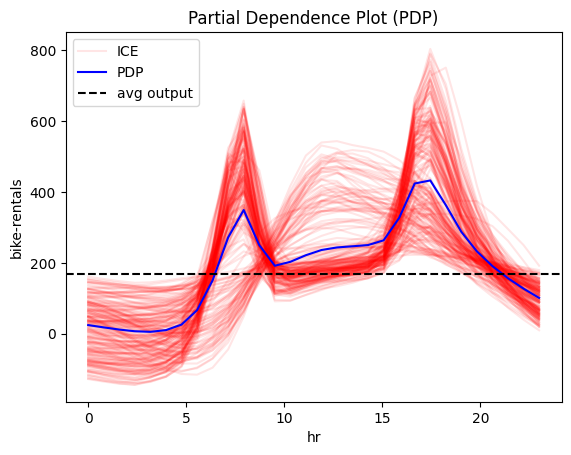 Partial Dependence Plot (PDP)
ICE
PDP
avg output
800
600
400
200
0
bike-rentals
0 5 10 15 20
hr